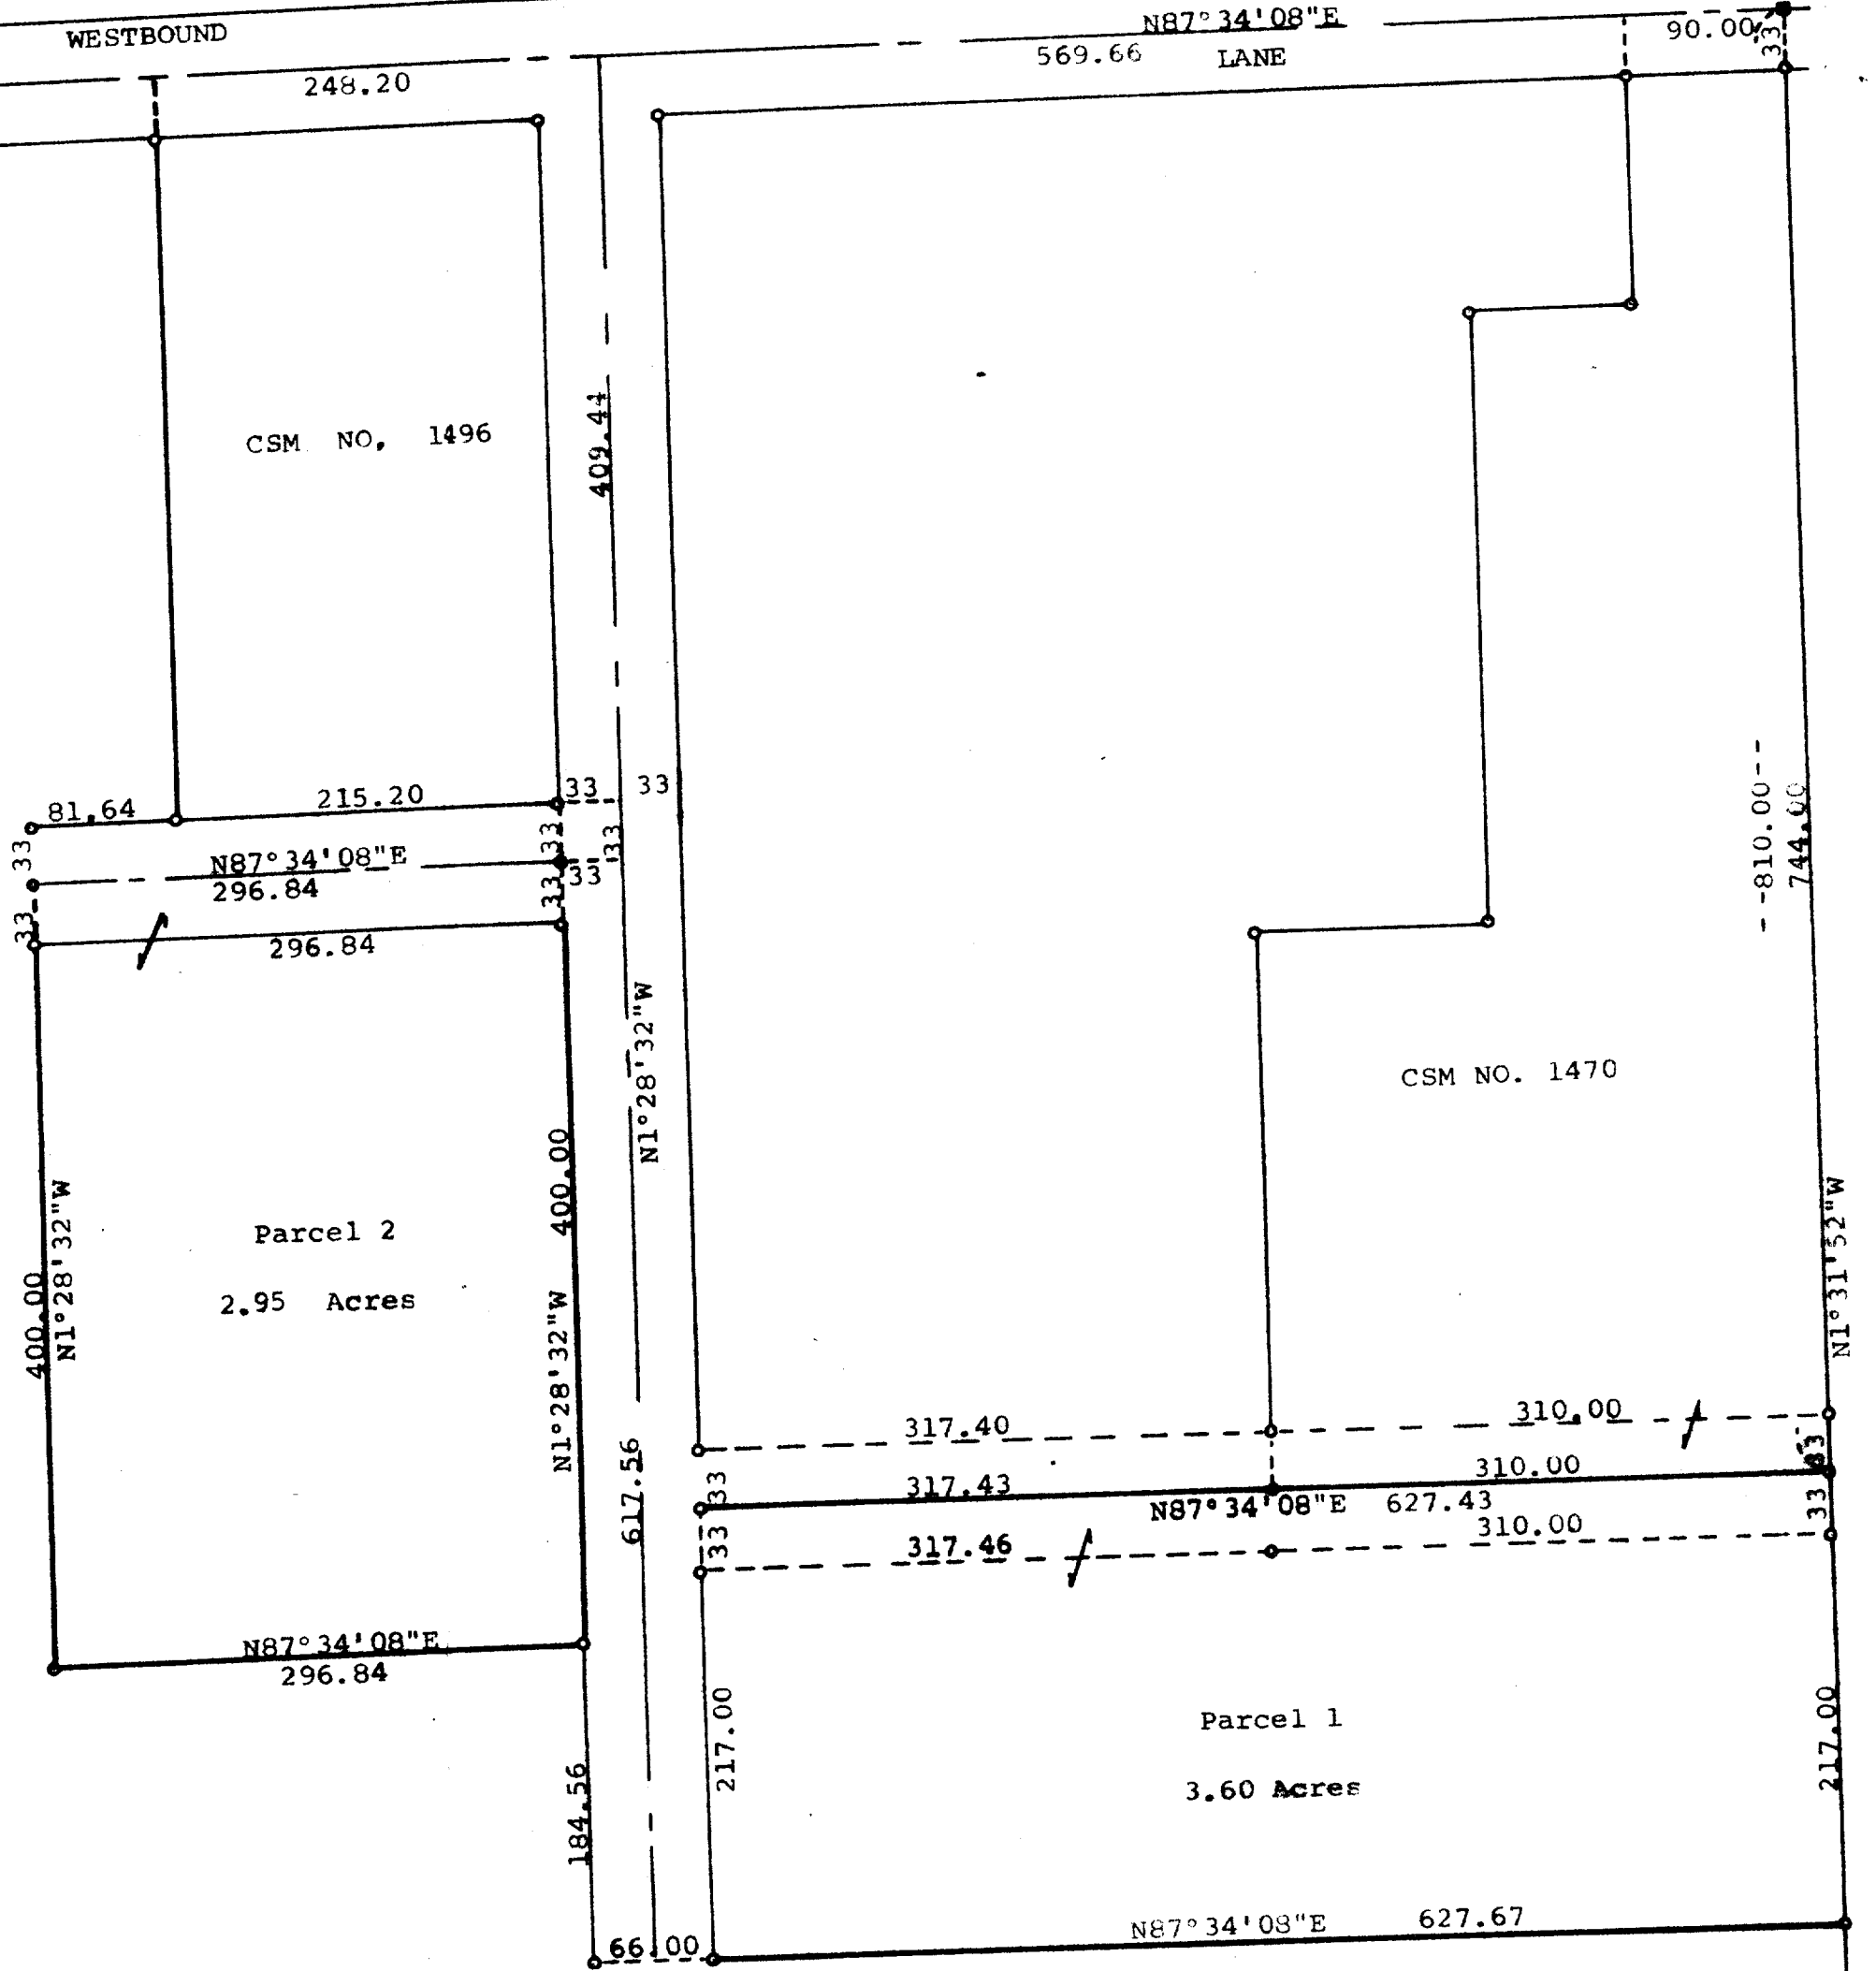 N87°34'08"E
WESTBOUND
90.00
33
569.66 LANE
248.20
409.44
CSM NO. 1496
33 33
81.64 215.20
33 33 33
N87°34'08"E
33
296.84
33 33
296.84
--810.00--
744.00
N1°28'32"W
CSM NO. 1470
400.00
N1°28'32"W
Parcel 2
2.95 Acres
400.00
N1°28'32"W
N1°31'52"W
317.40 310.00
617.56
33 33
317.43 310.00
N87°34'08"E 627.43
33 33
317.46 310.00
N87°34'08"E
296.84
217.00
Parcel 1
3.60 Acres
217.00
184.56
66.00
N87°34'08"E 627.67